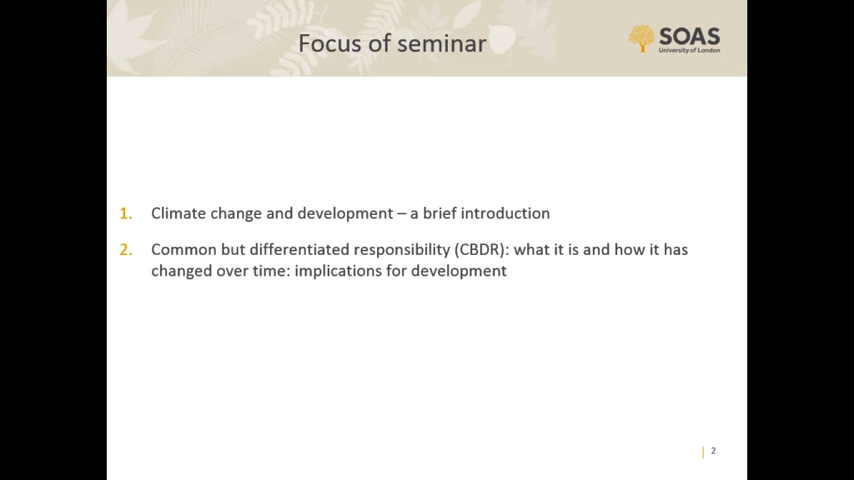 Focus of seminar
SOAS
University of London
1. Climate change and development – a brief introduction
2. Common but differentiated responsibility (CBDR): what it is and how it has
changed over time: implications for development
2